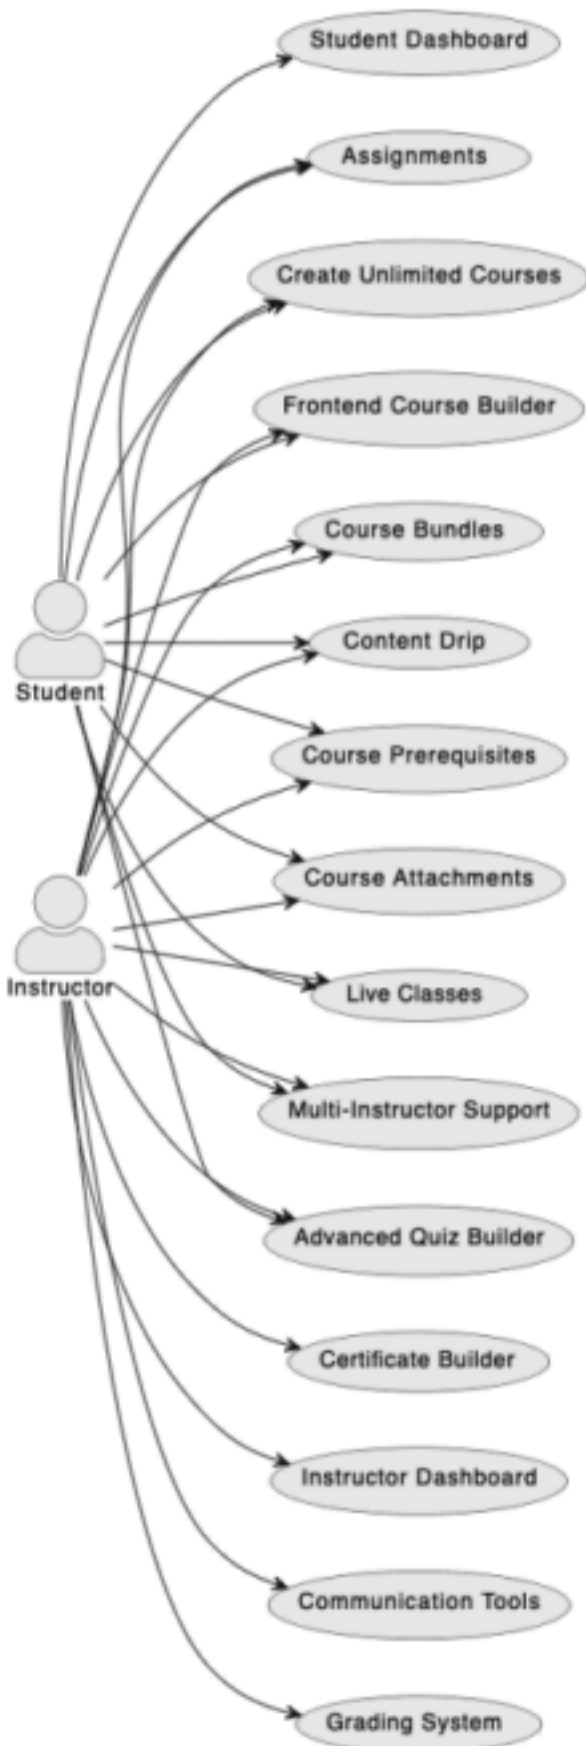 Student Dashboard
Assignments
Create Unlimited Courses
Frontend Course Builder
Course Bundles
Content Drip
Student
Course Prerequisites
Course Attachments
Instructor
Live Classes
Multi-Instructor Support
Advanced Quiz Builder
Certificate Builder
Instructor Dashboard
Communication Tools
Grading System